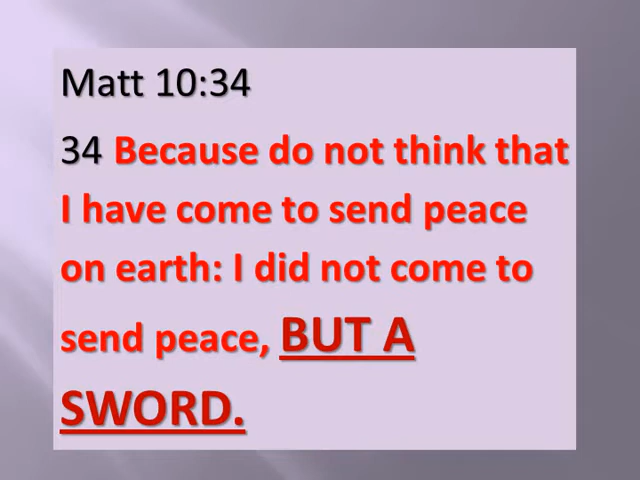 Matt 10:34
34 Because do not think that
I have come to send peace
on earth: I did not come to
send peace, BUT A
SWORD.